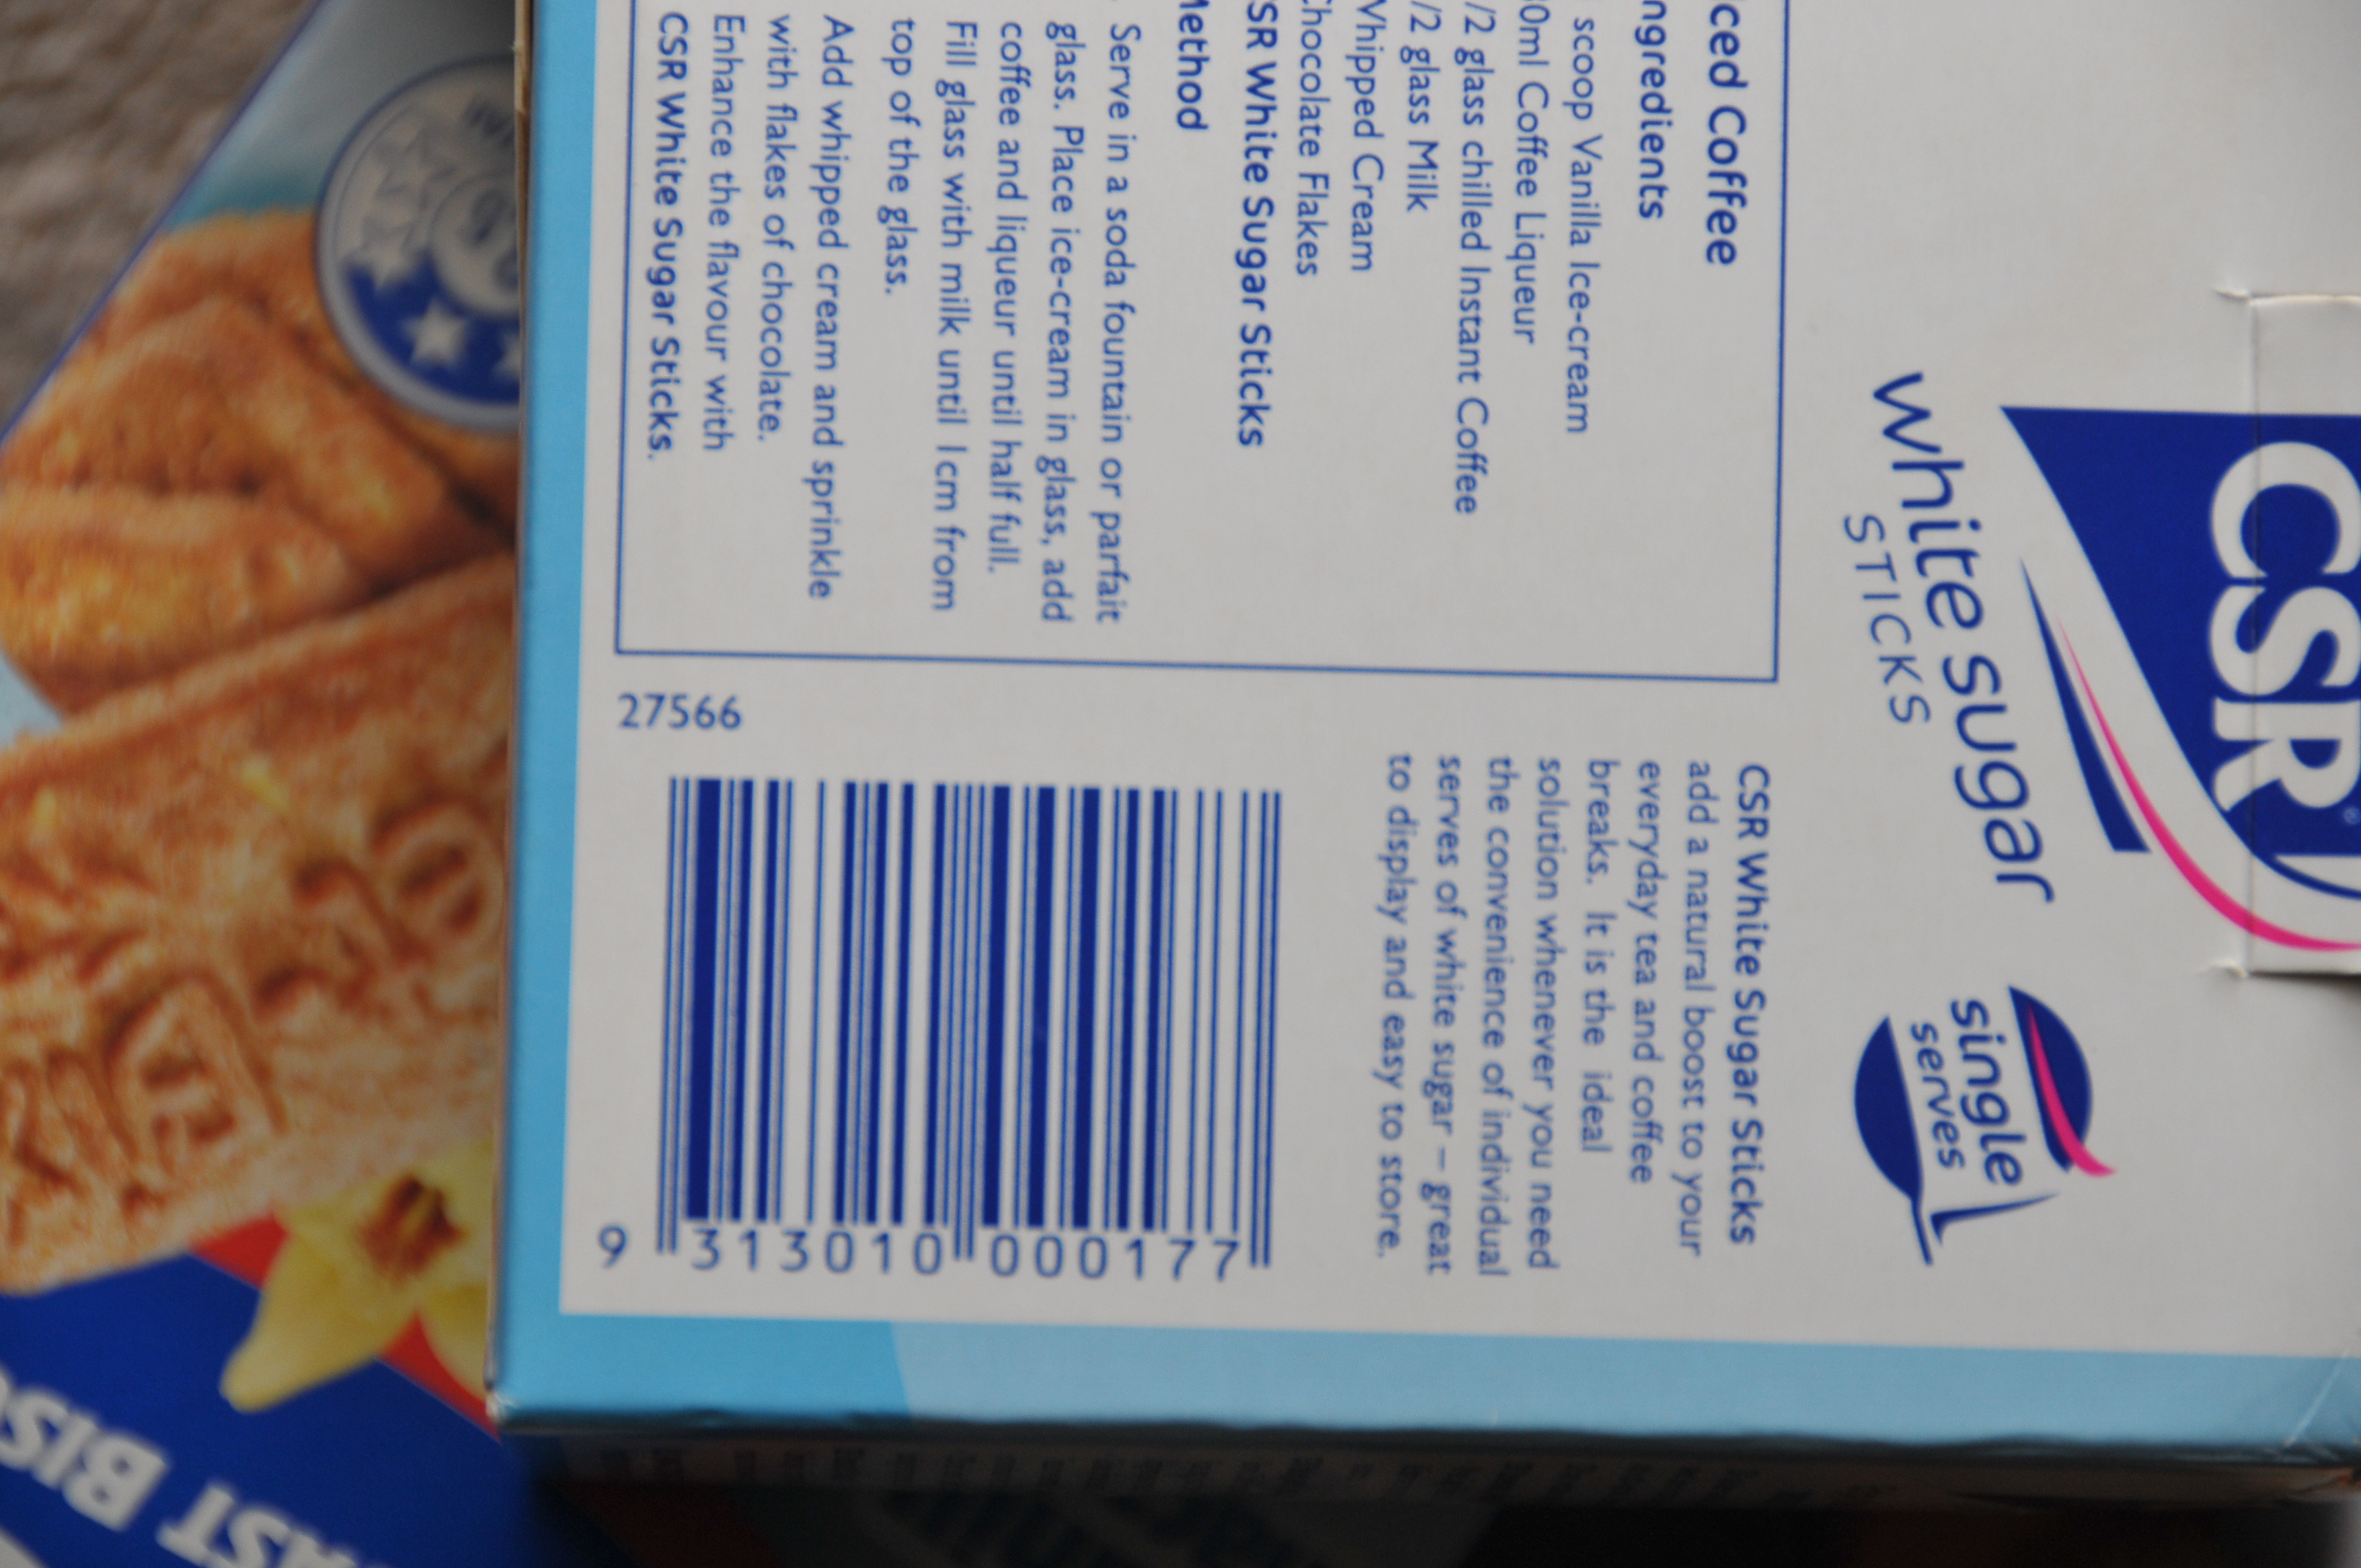 CSR
white sugar
STICKS
single
serves
ced Coffee
ngredients
scoop Vanilla Ice-cream
0ml Coffee Liqueur
/2 glass chilled Instant Coffee
/2 glass Milk
Whipped Cream
Chocolate Flakes
SR White Sugar Sticks
Method
Serve in a soda fountain or parfait
glass. Place ice-cream in glass, add
coffee and liqueur until half full.
Fill glass with milk until 1cm from
top of the glass.
Add whipped cream and sprinkle
with flakes of chocolate.
Enhance the flavour with
CSR White Sugar Sticks.
CSR White Sugar Sticks
add a natural boost to your
everyday tea and coffee
breaks. It is the ideal
solution whenever you need
the convenience of individual
serves of white sugar – great
to display and easy to store.
27566
9 313010 000177
AST BIS